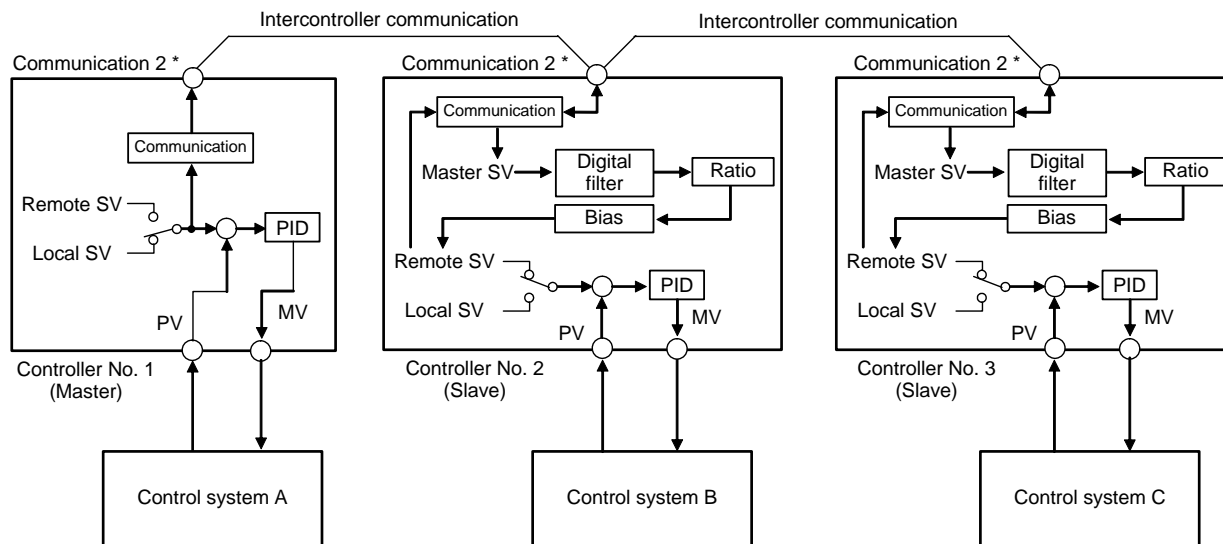 Intercontroller communication
Intercontroller communication
Communication 2 *
Communication
Remote SV
Local SV
PID
PV
MV
Controller No. 1
(Master)
Control system A
Communication 2 *
Communication
Master SV
Digital
filter
Ratio
Bias
Remote SV
Local SV
PID
PV
MV
Controller No. 2
(Slave)
Control system B
Communication 2 *
Communication
Master SV
Digital
filter
Ratio
Bias
Remote SV
Local SV
PID
PV
MV
Controller No. 3
(Slave)
Control system C